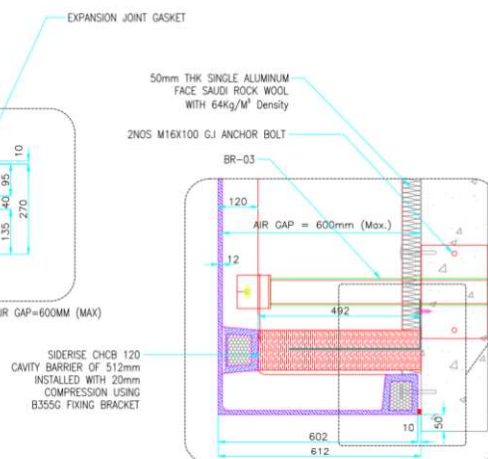 EXPANSION JOINT GASKET
50mm THK SINGLE ALUMINUM
FACE SAUDI ROCK WOOL
WITH 64Kg/M³ Density
2NOS M16X100 G.I ANCHOR BOLT
BR-03
10
95
40
270
135
120
AIR GAP = 600mm (Max.)
12
492
IR GAP=600MM (MAX)
SIDERISE CHCB 120
CAVITY BARRIER OF 512mm
INSTALLED WITH 20mm
COMPRESSION USING
B355G FIXING BRACKET
10
50
602
612